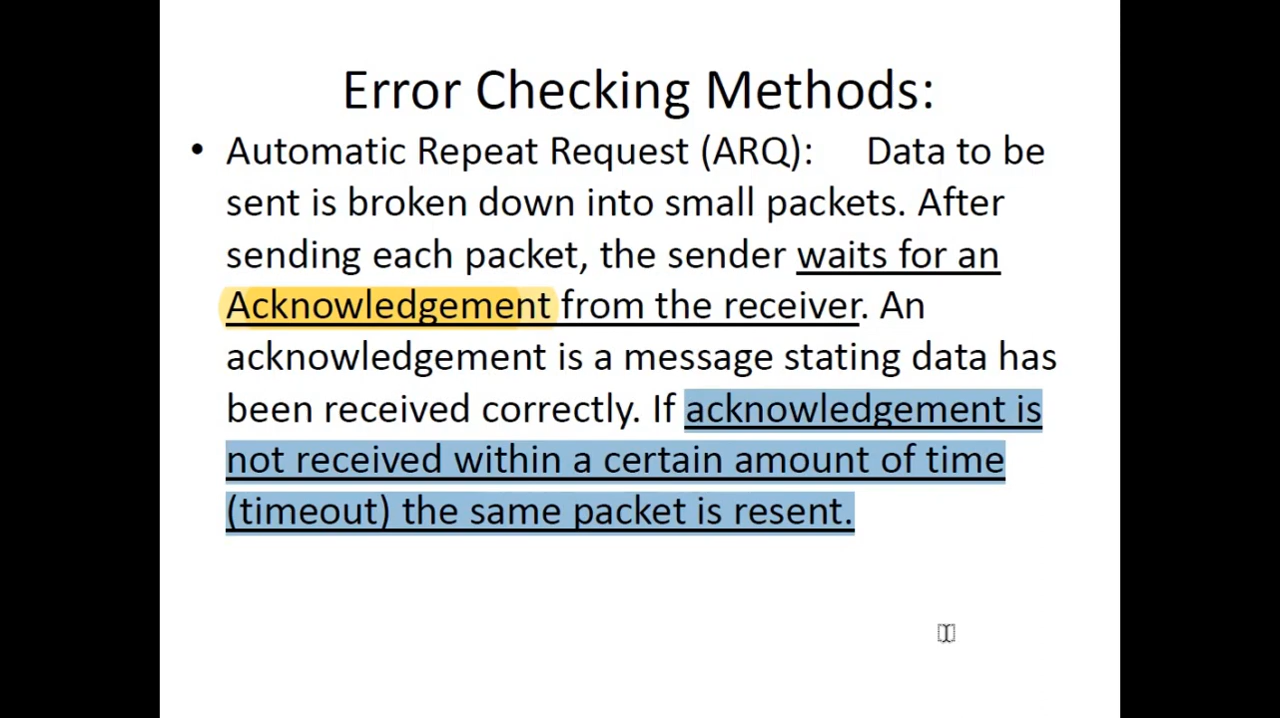 Error Checking Methods:
• Automatic Repeat Request (ARQ): Data to be
sent is broken down into small packets. After
sending each packet, the sender waits for an
Acknowledgement from the receiver. An
acknowledgement is a message stating data has
been received correctly. If acknowledgement is
not received within a certain amount of time
(timeout) the same packet is resent.